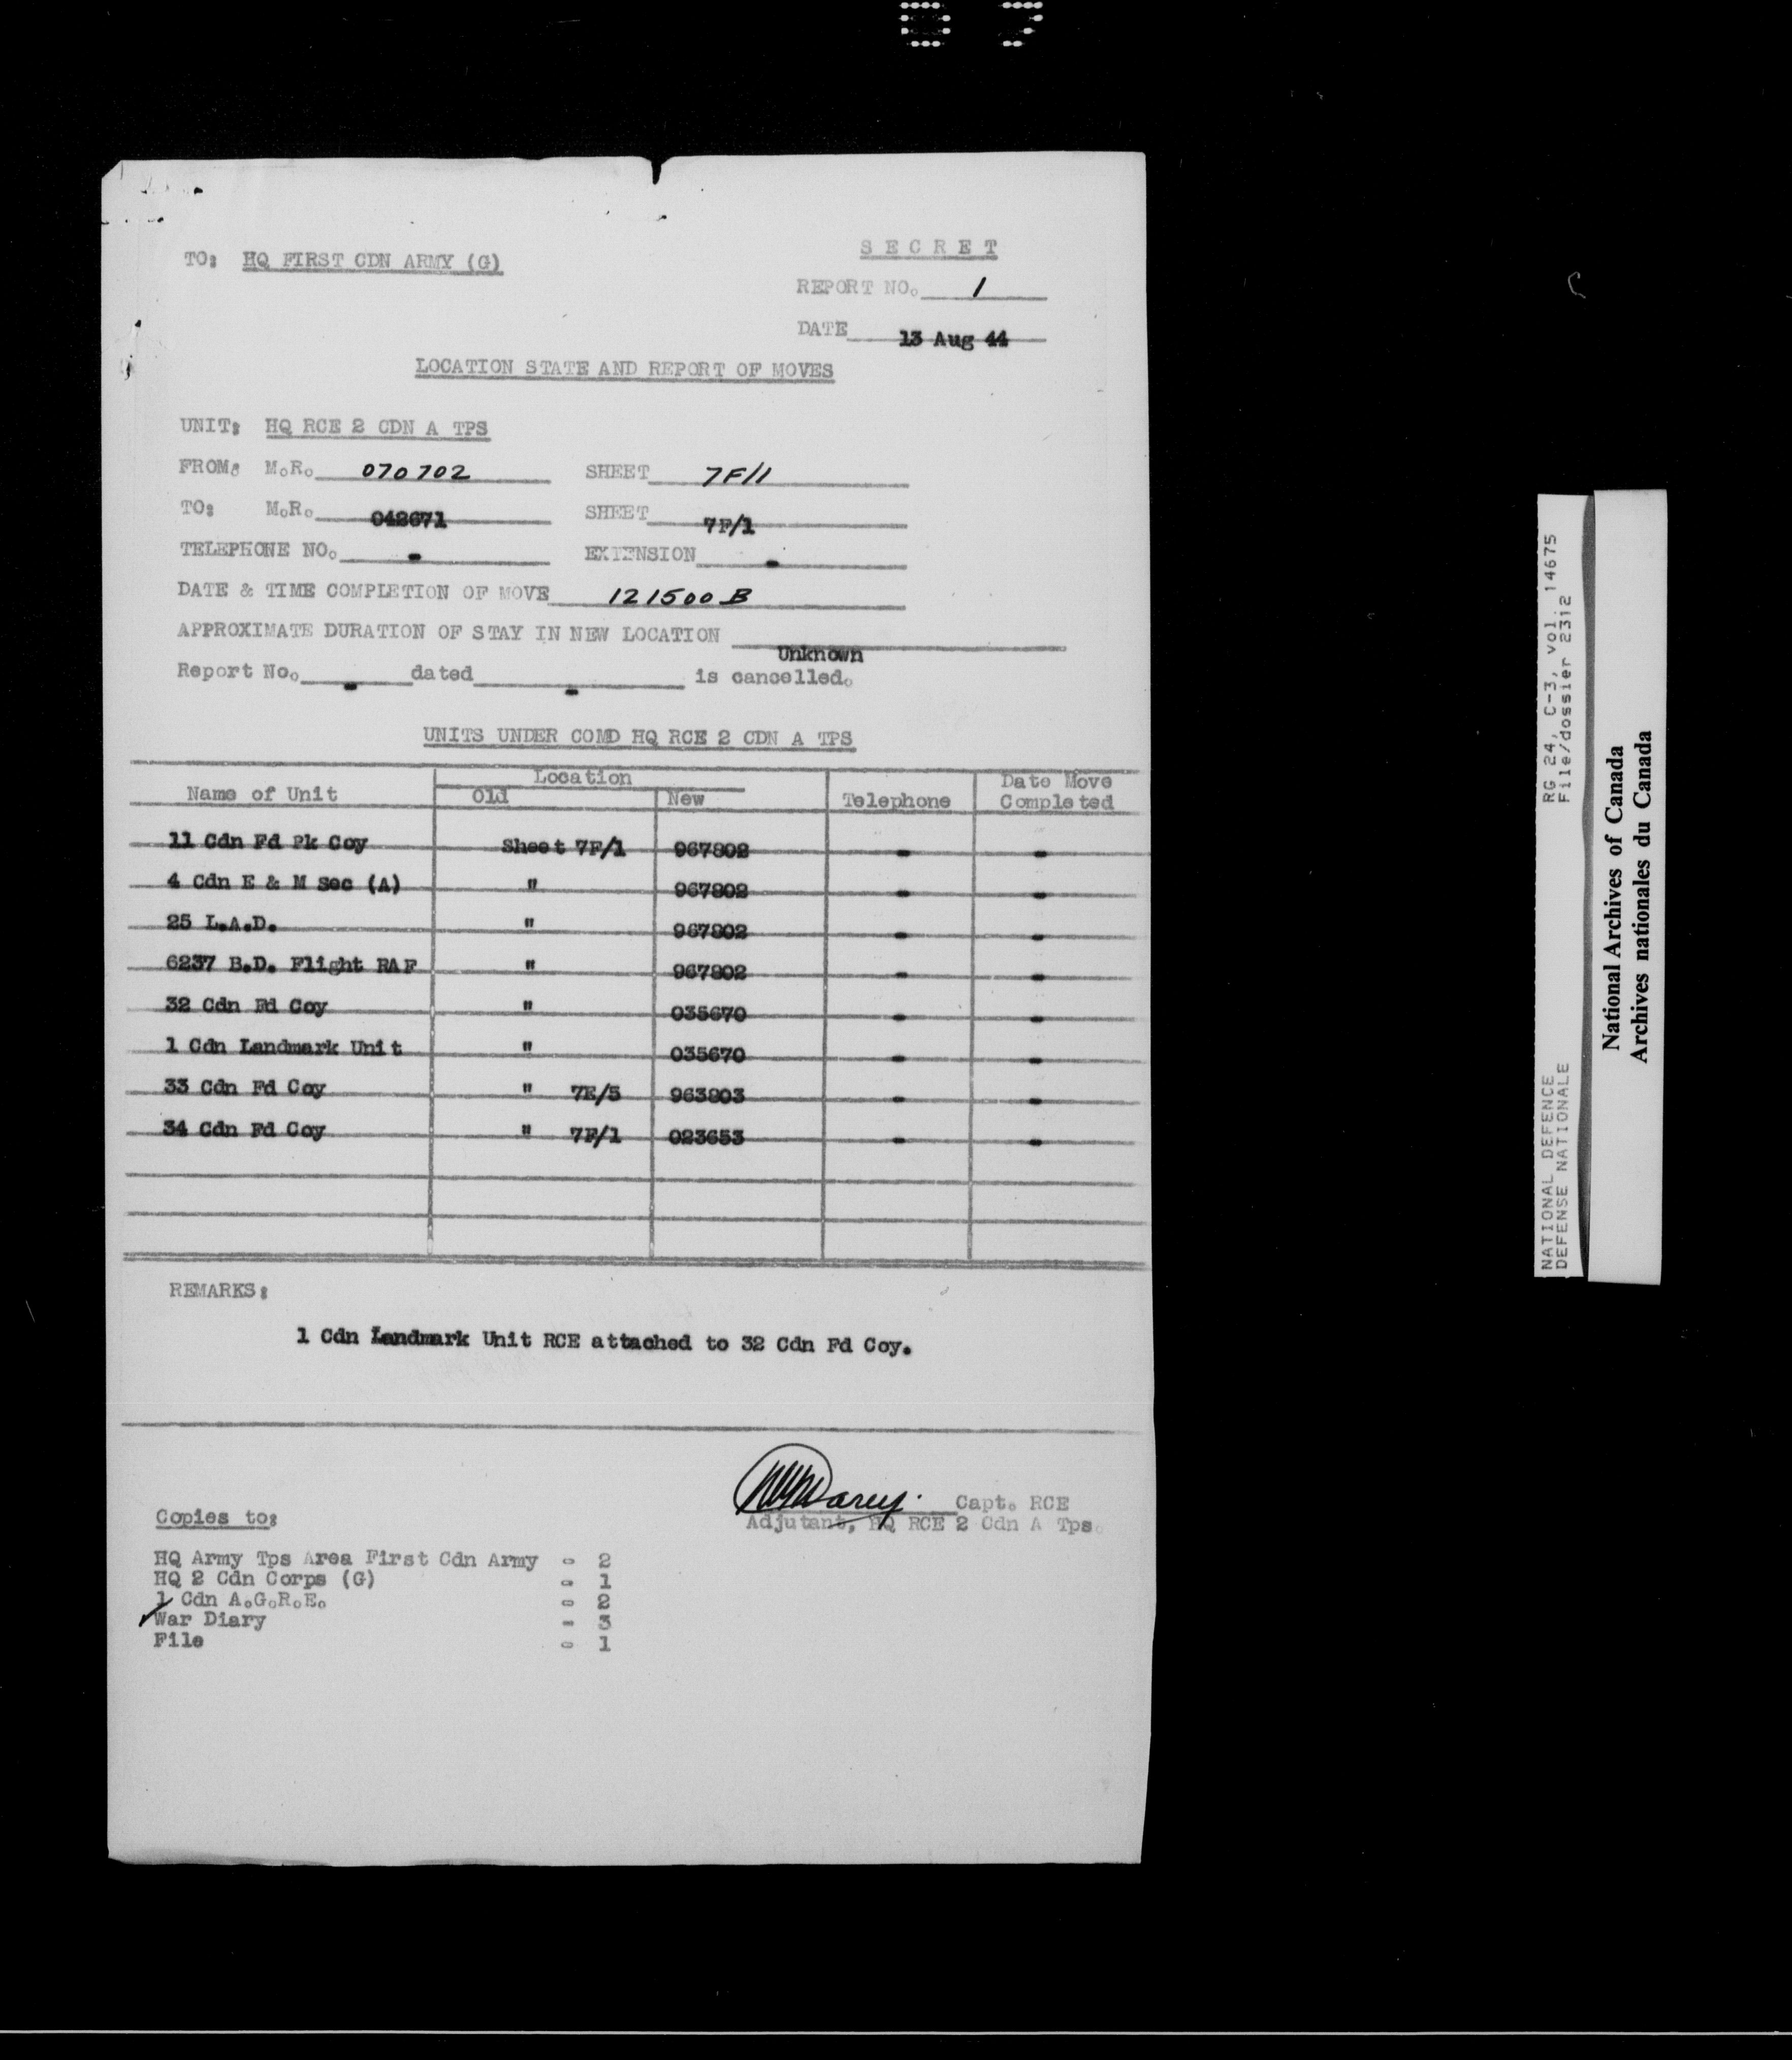 SECRET
TO: HQ FIRST CDN ARMY (G)
REPORT NO. 1
DATE 13 Aug 44
LOCATION STATE AND REPORT OF MOVES
UNIT: HQ RCE 2 CDN A TPS
FROM: M.R. 070702 SHEET 7F/1
TO: M.R. 042671 SHEET 7F/1
TELEPHONE NO. - EXTENSION -
DATE & TIME COMPLETION OF MOVE 121500 B
APPROXIMATE DURATION OF STAY IN NEW LOCATION Unknown
Report No. - dated - is cancelled.
UNITS UNDER COMD HQ RCE 2 CDN A TPS
Name of Unit Location Old New Telephone Date Move Completed
11 Cdn Fd Pk Coy Sheet 7F/1 967802 - -
4 Cdn E & M Sec (A) " 967802 - -
25 L.A.D. " 967802 - -
6237 B.D. Flight RAF " 967802 - -
32 Cdn Fd Coy " 035670 - -
1 Cdn Landmark Unit " 035670 - -
33 Cdn Fd Coy " 7E/5 963803 - -
34 Cdn Fd Coy " 7F/1 023653 - -
REMARKS:
1 Cdn Landmark Unit RCE attached to 32 Cdn Fd Coy.
Capt. RCE
Adjutant, HQ RCE 2 Cdn A Tps.
Copies to:
HQ Army Tps Area First Cdn Army - 2
HQ 2 Cdn Corps (G) - 1
1 Cdn A.G.R.E. - 2
War Diary - 3
File - 1
NATIONAL DEFENCE RG 24, C-3, vol. 14675
DEFENSE NATIONALE File/dossier 2312
National Archives of Canada
Archives nationales du Canada